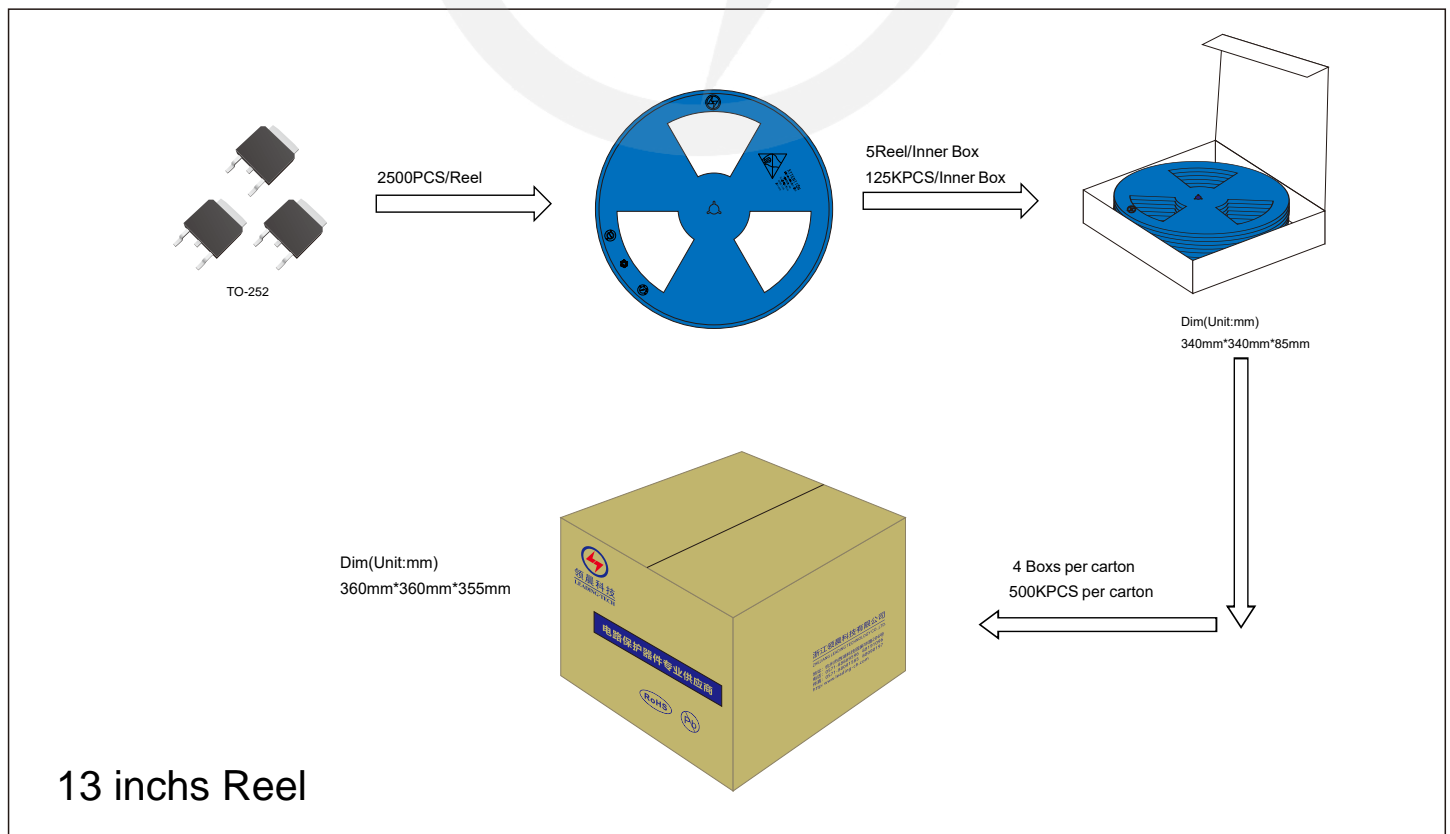 TO-252
2500PCS/Reel
5Reel/Inner Box
125KPCS/Inner Box
Dim(Unit:mm)
340mm*340mm*85mm
4 Boxs per carton
500KPCS per carton
Dim(Unit:mm)
360mm*360mm*355mm
领晨科技
LEADING-TECH
电路保护器件专业供应商
RoHS
Pb
浙江领晨科技有限公司
13 inchs Reel